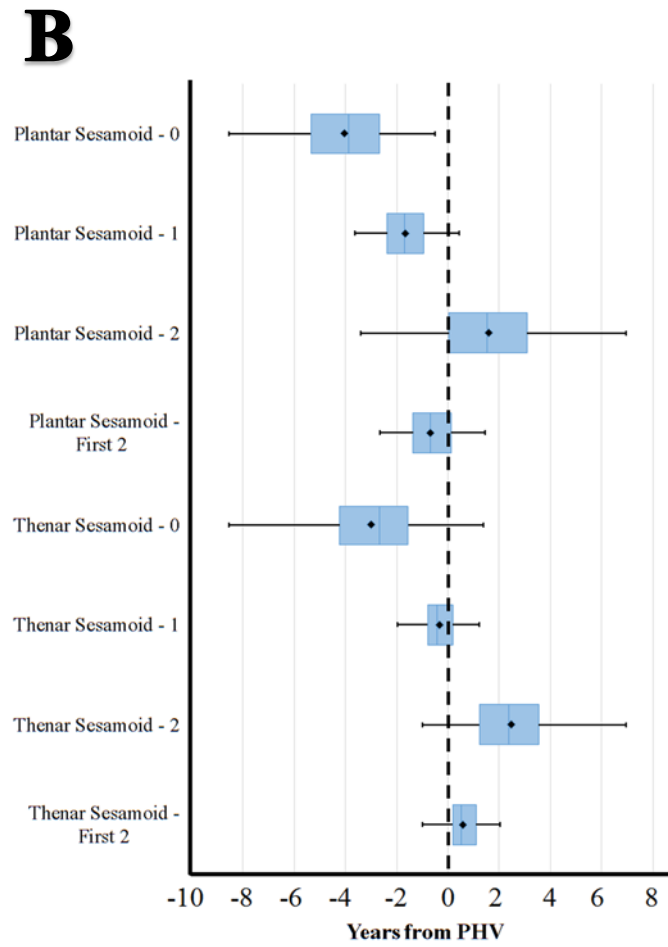 B
Plantar Sesamoid - 0
Plantar Sesamoid - 1
Plantar Sesamoid - 2
Plantar Sesamoid -
First 2
Thenar Sesamoid - 0
Thenar Sesamoid - 1
Thenar Sesamoid - 2
Thenar Sesamoid -
First 2
-10 -8 -6 -4 -2 0 2 4 6 8
Years from PHV